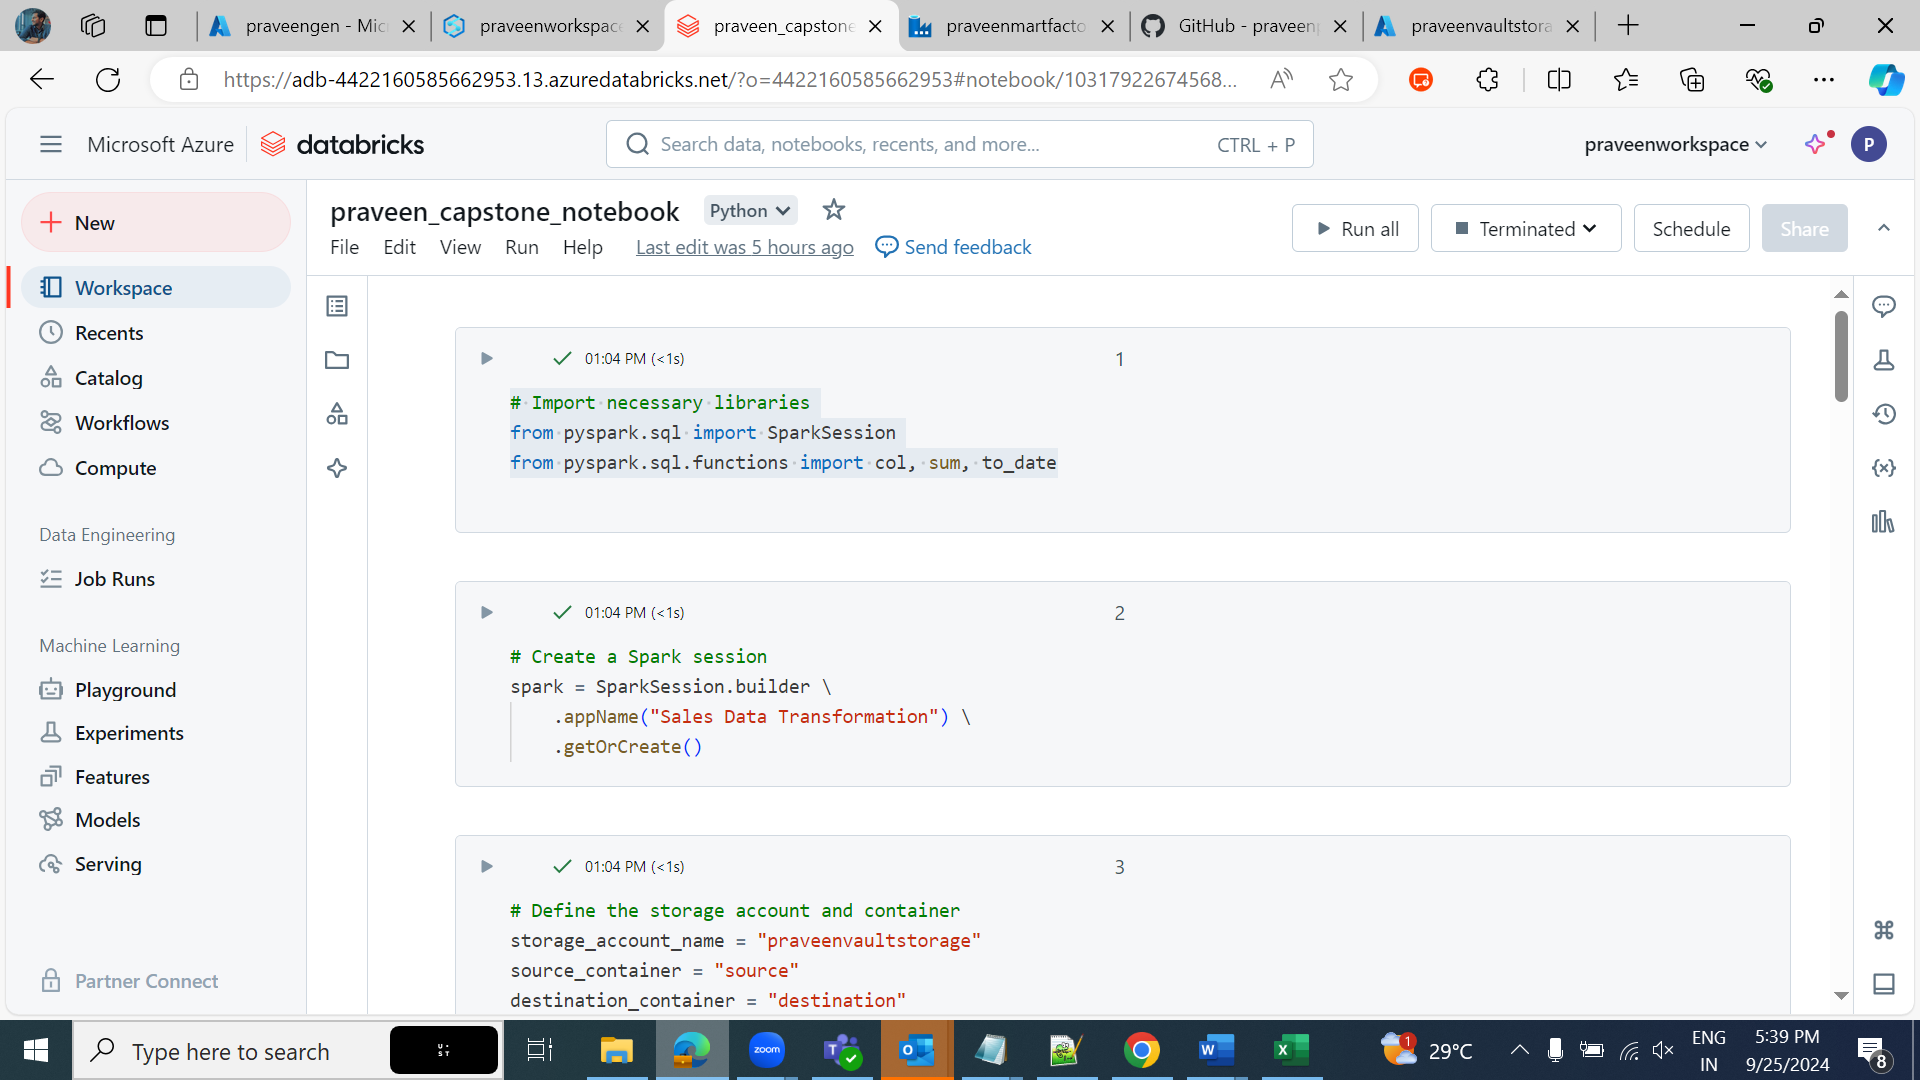 praveengen - Mic
praveenworkspace
praveen_capstone
praveenmartfacto
GitHub - praveen
praveenvaultstora
https://adb-4422160585662953.13.azuredatabricks.net/?o=4422160585662953#notebook/10317922674568...
Microsoft Azure
databricks
Search data, notebooks, recents, and more...
CTRL + P
praveenworkspace
P
New
Workspace
Recents
Catalog
Workflows
Compute
Data Engineering
Job Runs
Machine Learning
Playground
Experiments
Features
Models
Serving
Partner Connect
praveen_capstone_notebook
Python
File Edit View Run Help Last edit was 5 hours ago Send feedback
Run all
Terminated
Schedule
Share
01:04 PM (<1s)
1
# Import necessary libraries
from pyspark.sql import SparkSession
from pyspark.sql.functions import col, sum, to_date
01:04 PM (<1s)
2
# Create a Spark session
spark = SparkSession.builder \
.appName("Sales Data Transformation") \
.getOrCreate()
01:04 PM (<1s)
3
# Define the storage account and container
storage_account_name = "praveenvaultstorage"
source_container = "source"
destination_container = "destination"
Type here to search
zoom
1
29°C
ENG
IN
5:39 PM
9/25/2024
8